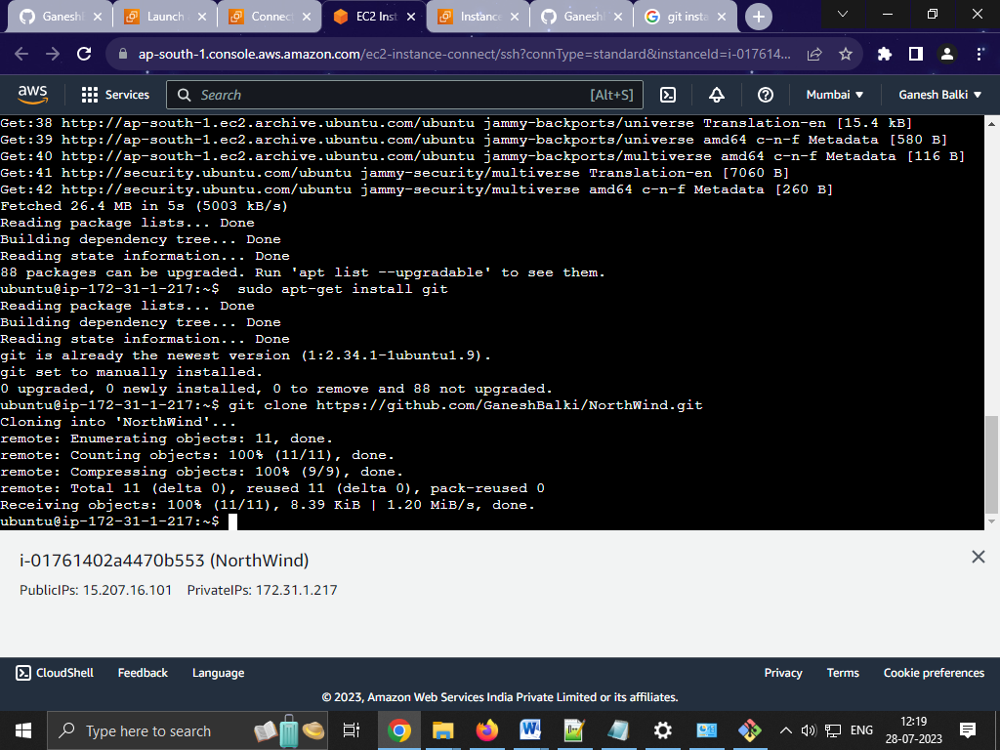 Ganesh
Launch
Connec
EC2 Inst
Instance
Ganesh
git insta
ap-south-1.console.aws.amazon.com/ec2-instance-connect/ssh?connType=standard&instanceId=i-017614...
aws
Services
Search
[Alt+S]
Mumbai
Ganesh Balki
Get:38 http://ap-south-1.ec2.archive.ubuntu.com/ubuntu jammy-backports/universe Translation-en [15.4 kB]
Get:39 http://ap-south-1.ec2.archive.ubuntu.com/ubuntu jammy-backports/universe amd64 c-n-f Metadata [580 B]
Get:40 http://ap-south-1.ec2.archive.ubuntu.com/ubuntu jammy-backports/multiverse amd64 c-n-f Metadata [116 B]
Get:41 http://security.ubuntu.com/ubuntu jammy-security/multiverse Translation-en [7060 B]
Get:42 http://security.ubuntu.com/ubuntu jammy-security/multiverse amd64 c-n-f Metadata [260 B]
Fetched 26.4 MB in 5s (5003 kB/s)
Reading package lists... Done
Building dependency tree... Done
Reading state information... Done
88 packages can be upgraded. Run 'apt list --upgradable' to see them.
ubuntu@ip-172-31-1-217:~$  sudo apt-get install git
Reading package lists... Done
Building dependency tree... Done
Reading state information... Done
git is already the newest version (1:2.34.1-1ubuntu1.9).
git set to manually installed.
0 upgraded, 0 newly installed, 0 to remove and 88 not upgraded.
ubuntu@ip-172-31-1-217:~$ git clone https://github.com/GaneshBalki/NorthWind.git
Cloning into 'NorthWind'...
remote: Enumerating objects: 11, done.
remote: Counting objects: 100% (11/11), done.
remote: Compressing objects: 100% (9/9), done.
remote: Total 11 (delta 0), reused 11 (delta 0), pack-reused 0
Receiving objects: 100% (11/11), 8.39 KiB | 1.20 MiB/s, done.
ubuntu@ip-172-31-1-217:~$
i-01761402a4470b553 (NorthWind)
PublicIPs: 15.207.16.101 PrivateIPs: 172.31.1.217
CloudShell
Feedback
Language
Privacy
Terms
Cookie preferences
© 2023, Amazon Web Services India Private Limited or its affiliates.
Type here to search
ENG
12:19
28-07-2023